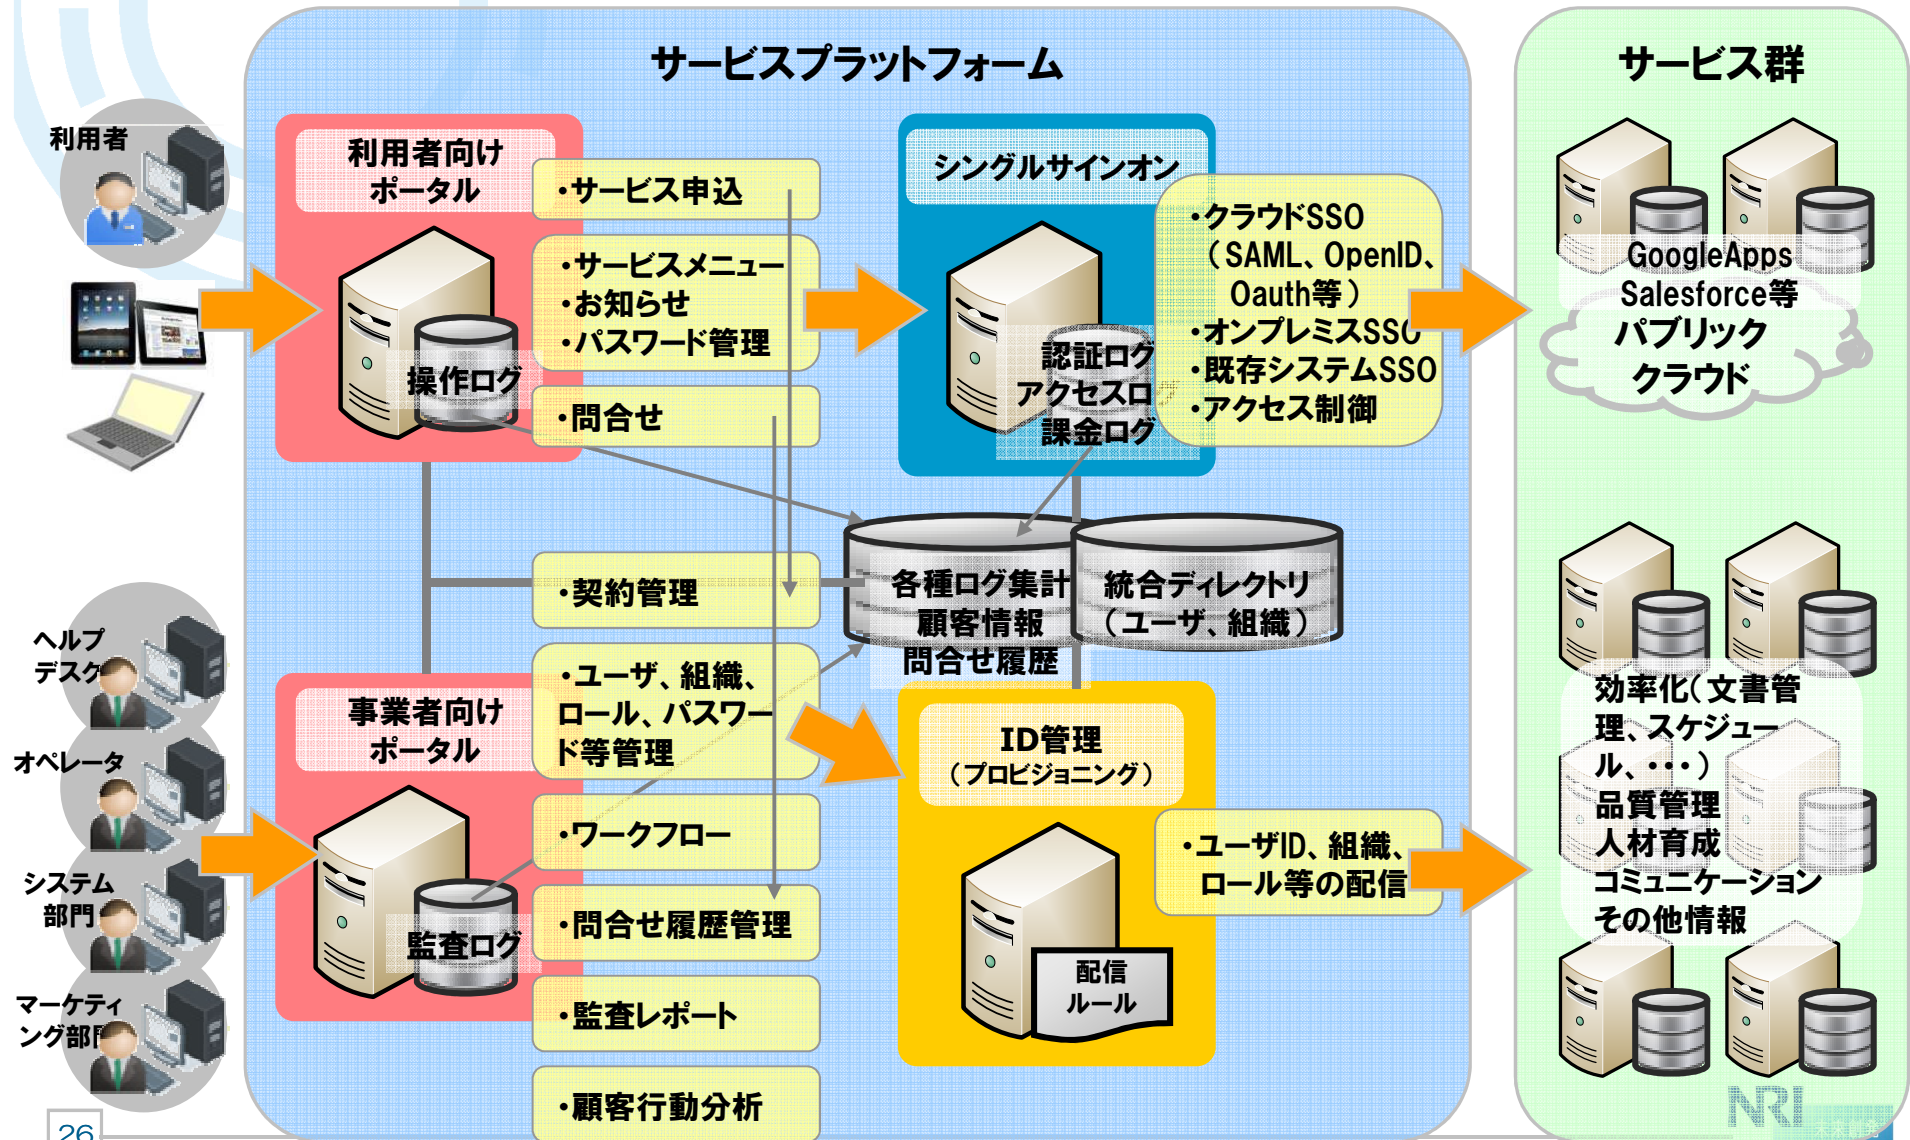 サービスプラットフォーム
サービス群
利用者
利用者向け
ポータル
・サービス申込
・サービスメニュー
・お知らせ
・パスワード管理
・問合せ
操作ログ
シングルサインオン
・クラウドSSO
（SAML、OpenID、
Oauth等）
・オンプレミスSSO
・既存システムSSO
・アクセス制御
認証ログ
アクセスログ
課金ログ
GoogleApps
Salesforce等
パブリック
クラウド
・契約管理
各種ログ集計
顧客情報
問合せ履歴
統合ディレクトリ
（ユーザ、組織）
ヘルプ
デスク
オペレータ
システム
部門
マーケティ
ング部門
事業者向け
ポータル
・ユーザ、組織、
ロール、パスワー
ド等管理
・ワークフロー
・問合せ履歴管理
・監査レポート
・顧客行動分析
監査ログ
ID管理
（プロビジョニング）
・ユーザID、組織、
ロール等の配信
配信
ルール
効率化（文書管
理、スケジュー
ル、・・・）
品質管理
人材育成
コミュニケーション
その他情報
26
NRI